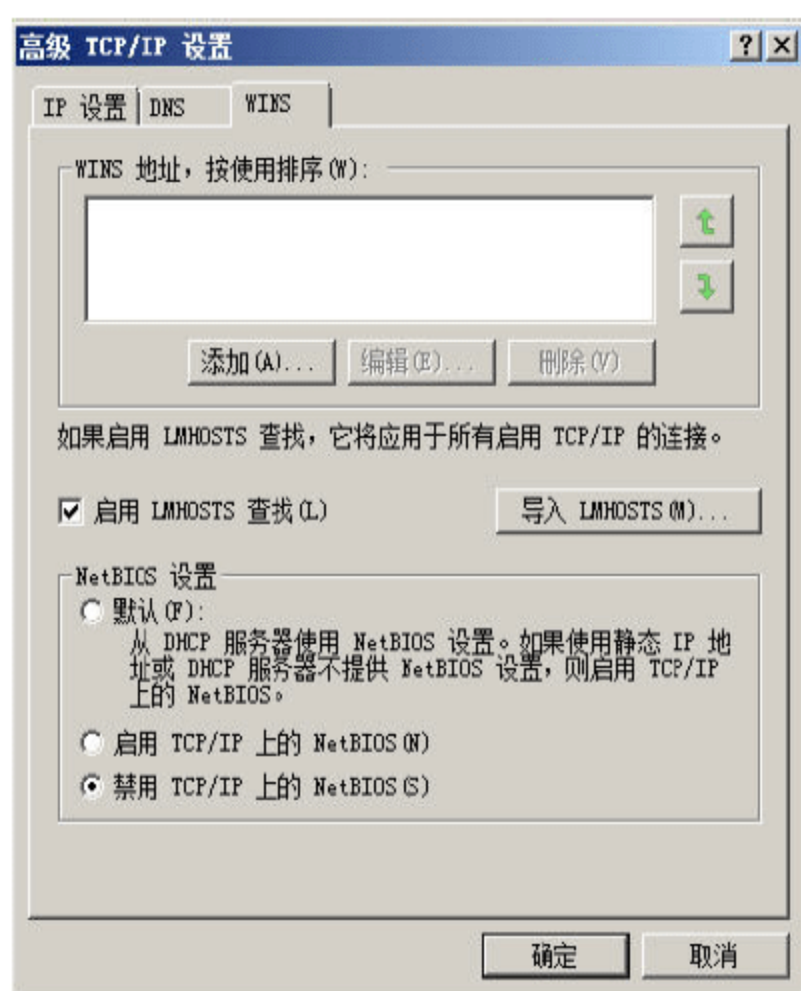 高级 TCP/IP 设置
IP 设置 DNS WINS
WINS 地址，按使用排序(W):
添加(A)... 编辑(E)... 删除(V)
如果启用 LMHOSTS 查找，它将应用于所有启用 TCP/IP 的连接。
启用 LMHOSTS 查找(L) 导入 LMHOSTS(M)...
NetBIOS 设置
默认(F):
从 DHCP 服务器使用 NetBIOS 设置。如果使用静态 IP 地
址或 DHCP 服务器不提供 NetBIOS 设置，则启用 TCP/IP
上的 NetBIOS。
启用 TCP/IP 上的 NetBIOS(N)
禁用 TCP/IP 上的 NetBIOS(S)
确定 取消